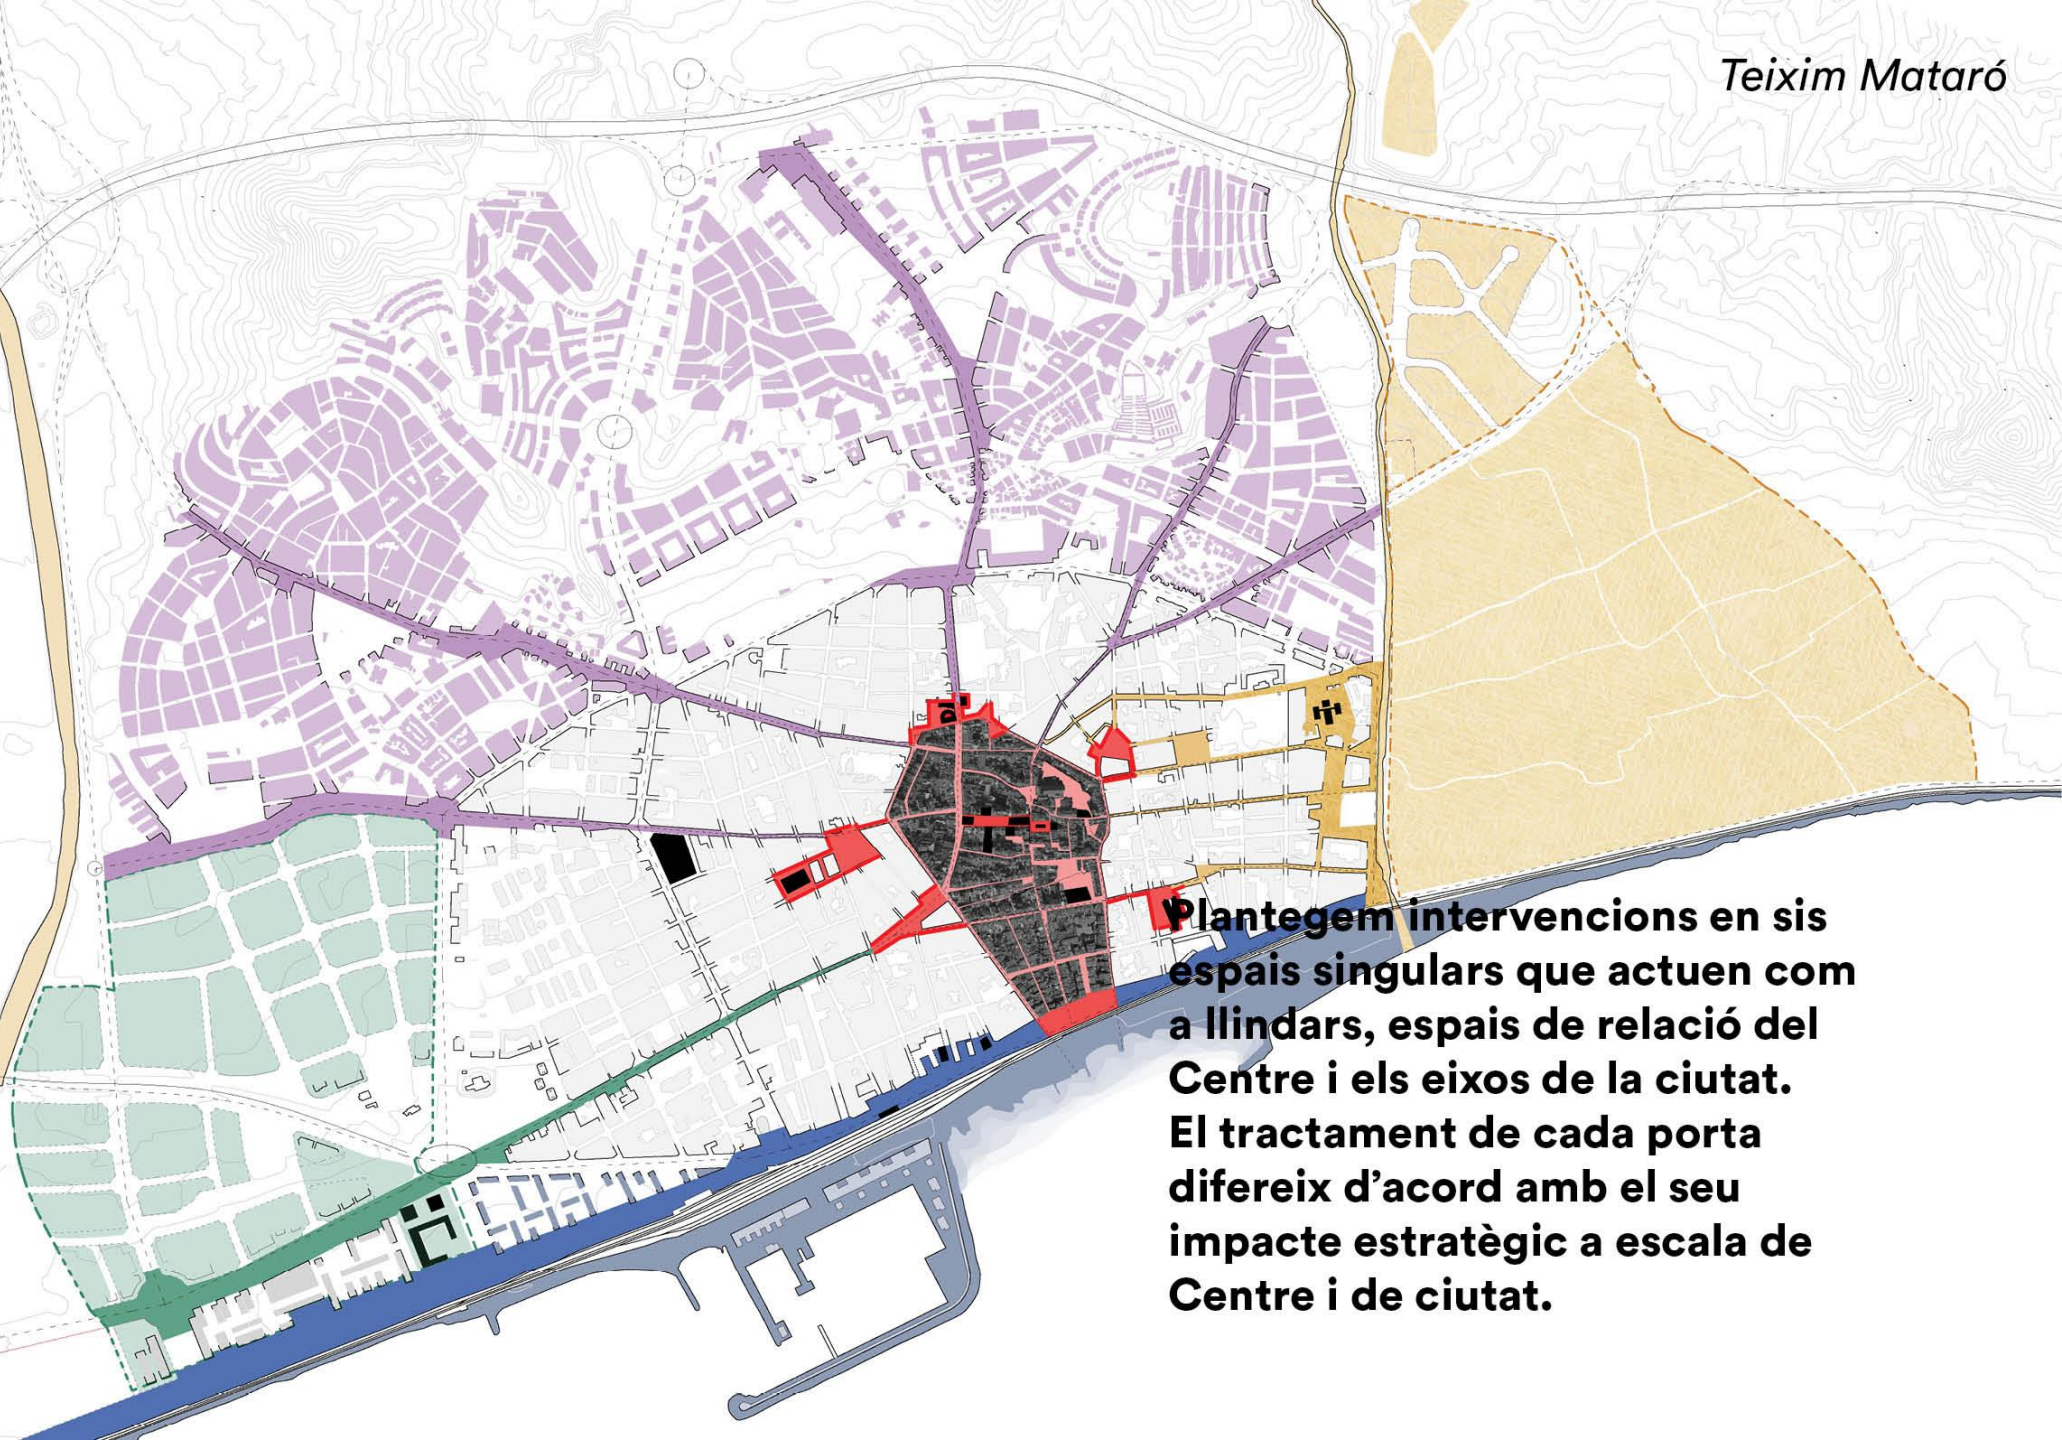 Teixim Mataró
Plantegem intervencions en sis
espais singulars que actuen com
a llindars, espais de relació del
Centre i els eixos de la ciutat.
El tractament de cada porta
difereix d’acord amb el seu
impacte estratègic a escala de
Centre i de ciutat.